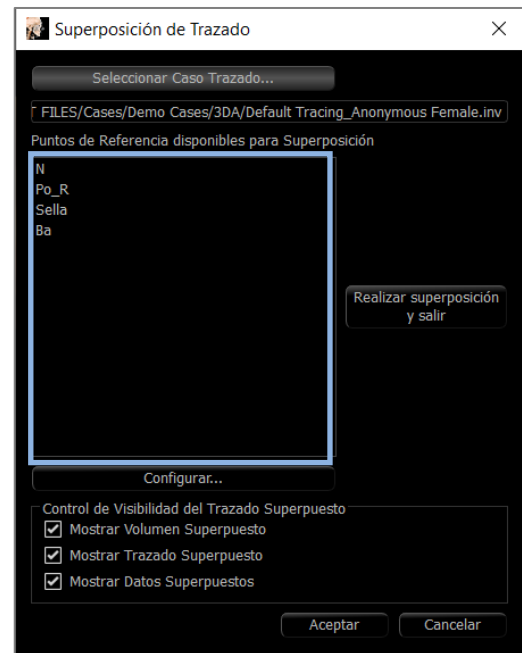 Superposición de Trazado
Seleccionar Caso Trazado...
FILES/Cases/Demo Cases/3DA/Default Tracing_Anonymous Female.inv
Puntos de Referencia disponibles para Superposición
N
Po_R
Sella
Ba
Realizar superposición
y salir
Configurar...
Control de Visibilidad del Trazado Superpuesto
Mostrar Volumen Superpuesto
Mostrar Trazado Superpuesto
Mostrar Datos Superpuestos
Aceptar
Cancelar